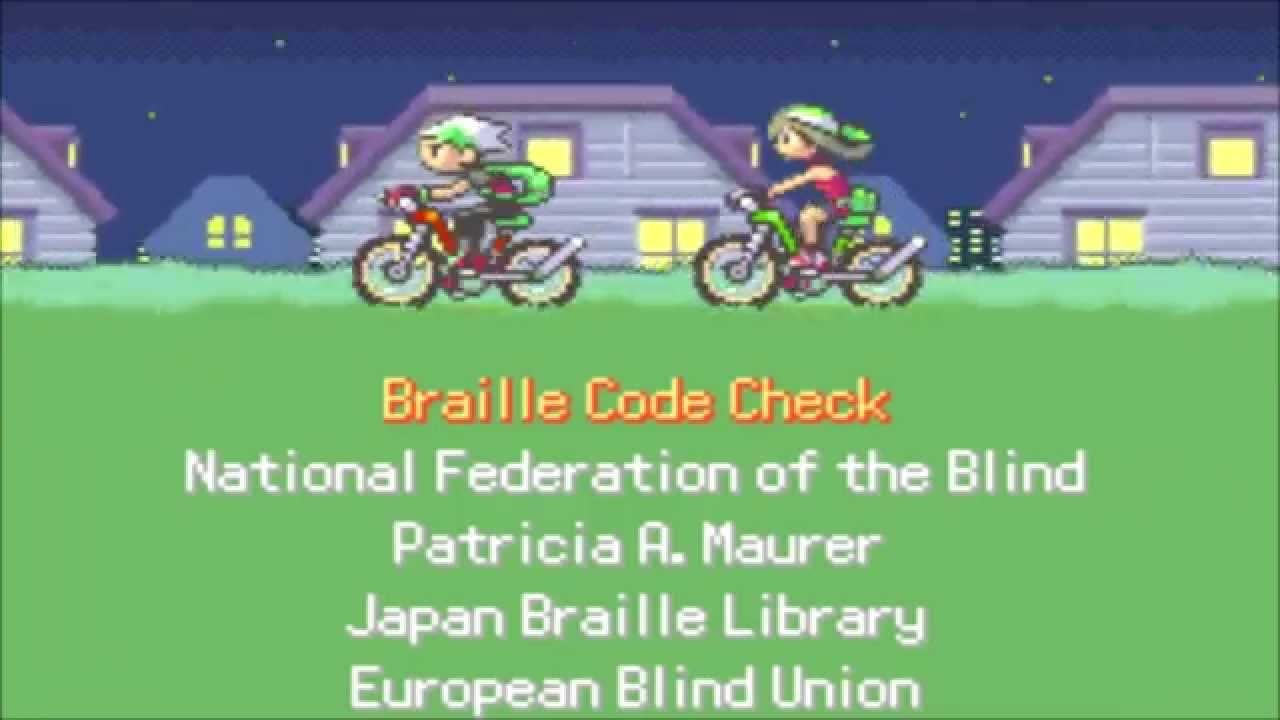 Braille Code Check
National Federation of the Blind
Patricia A. Maurer
Japan Braille Library
European Blind Union